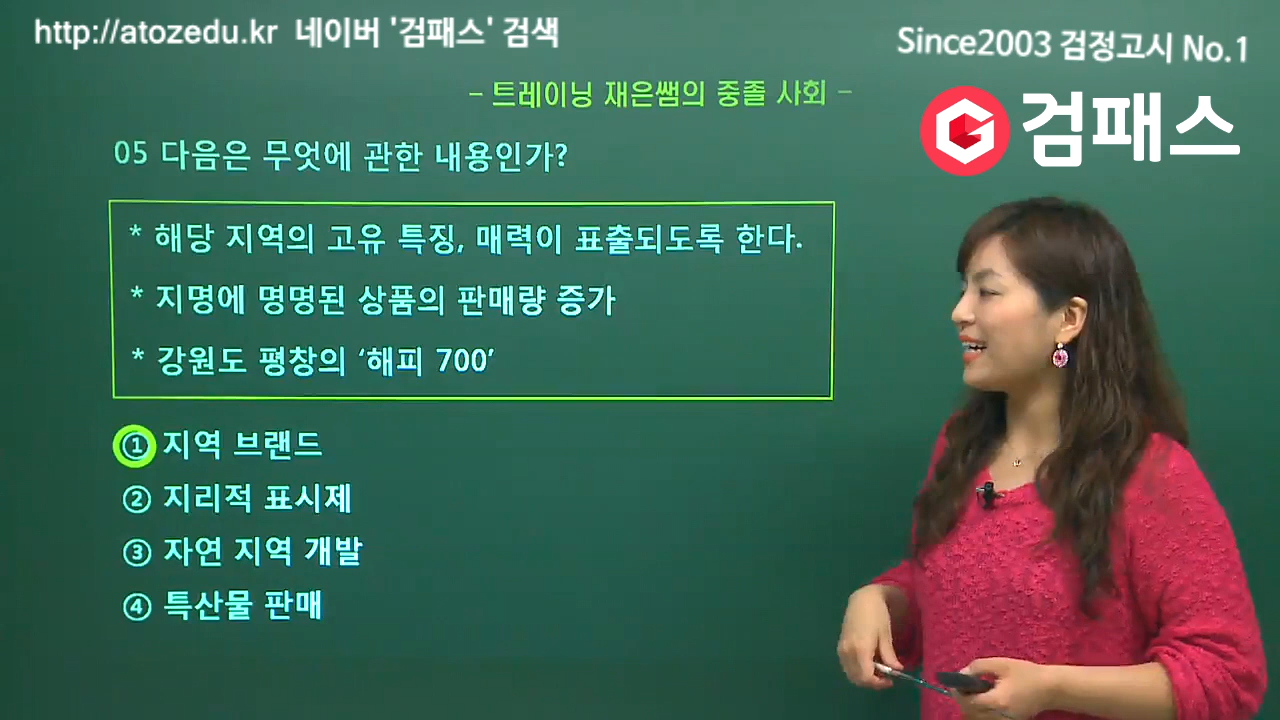 http://atozedu.kr 네이버 '검패스' 검색
Since2003 검정고시 No.1
검패스
- 트레이닝 재은쌤의 중졸 사회 -
05 다음은 무엇에 관한 내용인가?
* 해당 지역의 고유 특징, 매력이 표출되도록 한다.
* 지명에 명명된 상품의 판매량 증가
* 강원도 평창의 ‘해피 700’
① 지역 브랜드
② 지리적 표시제
③ 자연 지역 개발
④ 특산물 판매